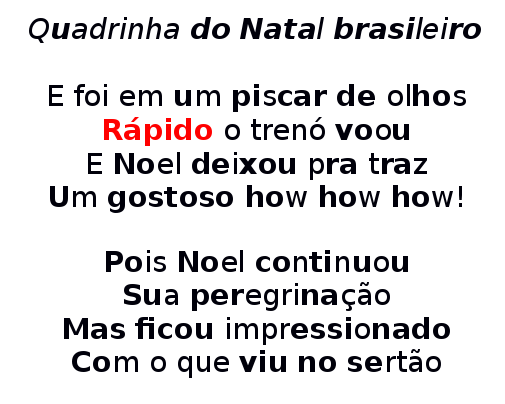 Quadrinha do Natal brasileiro
E foi em um piscar de olhos
Rápido o trenó voou
E Noel deixou pra traz
Um gostoso how how how!
Pois Noel continuou
Sua peregrinação
Mas ficou impressionado
Com o que viu no sertão